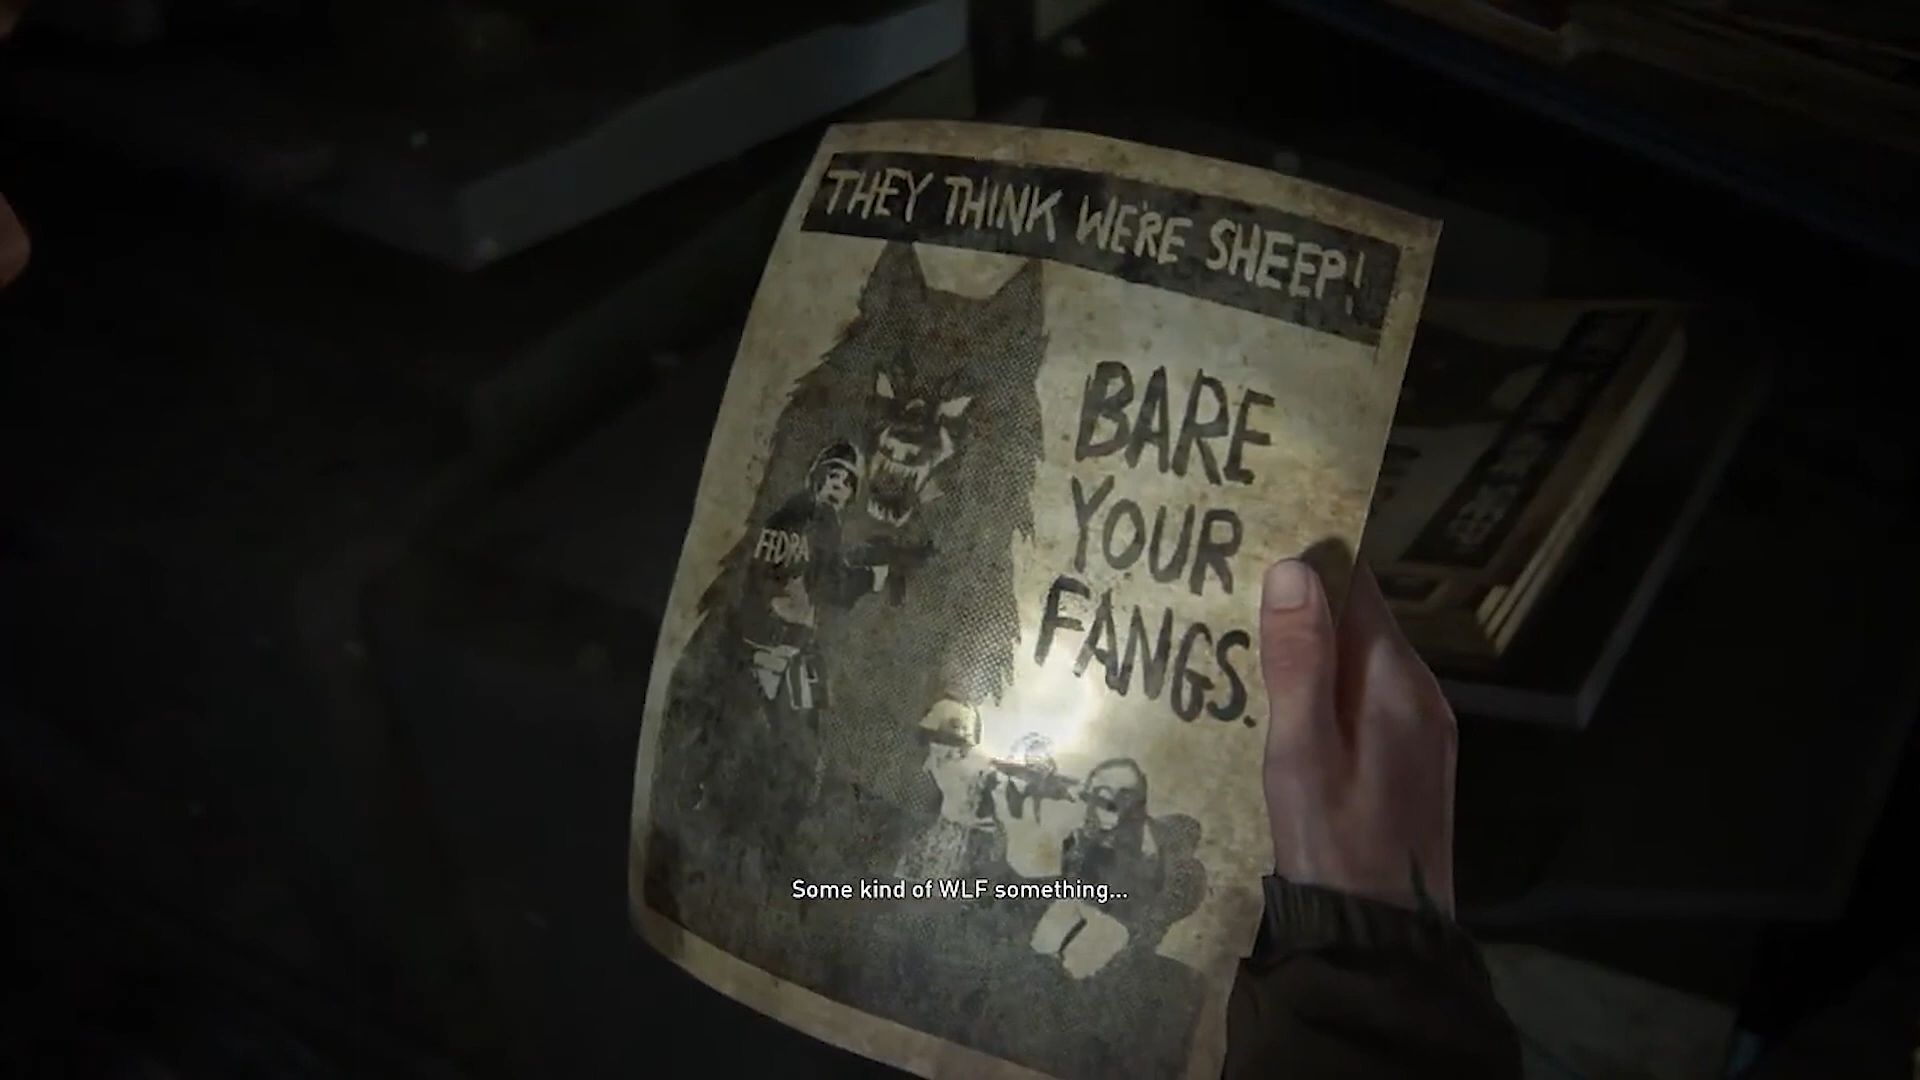 THEY THINK WE'RE SHEEP!
BARE
YOUR
FANGS.
FEDRA
Some kind of WLF something...